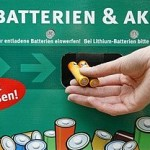 BATTERIEN & AK
r entladene Batterien einwerfen! Bei Lithium-Batterien bitte
en!